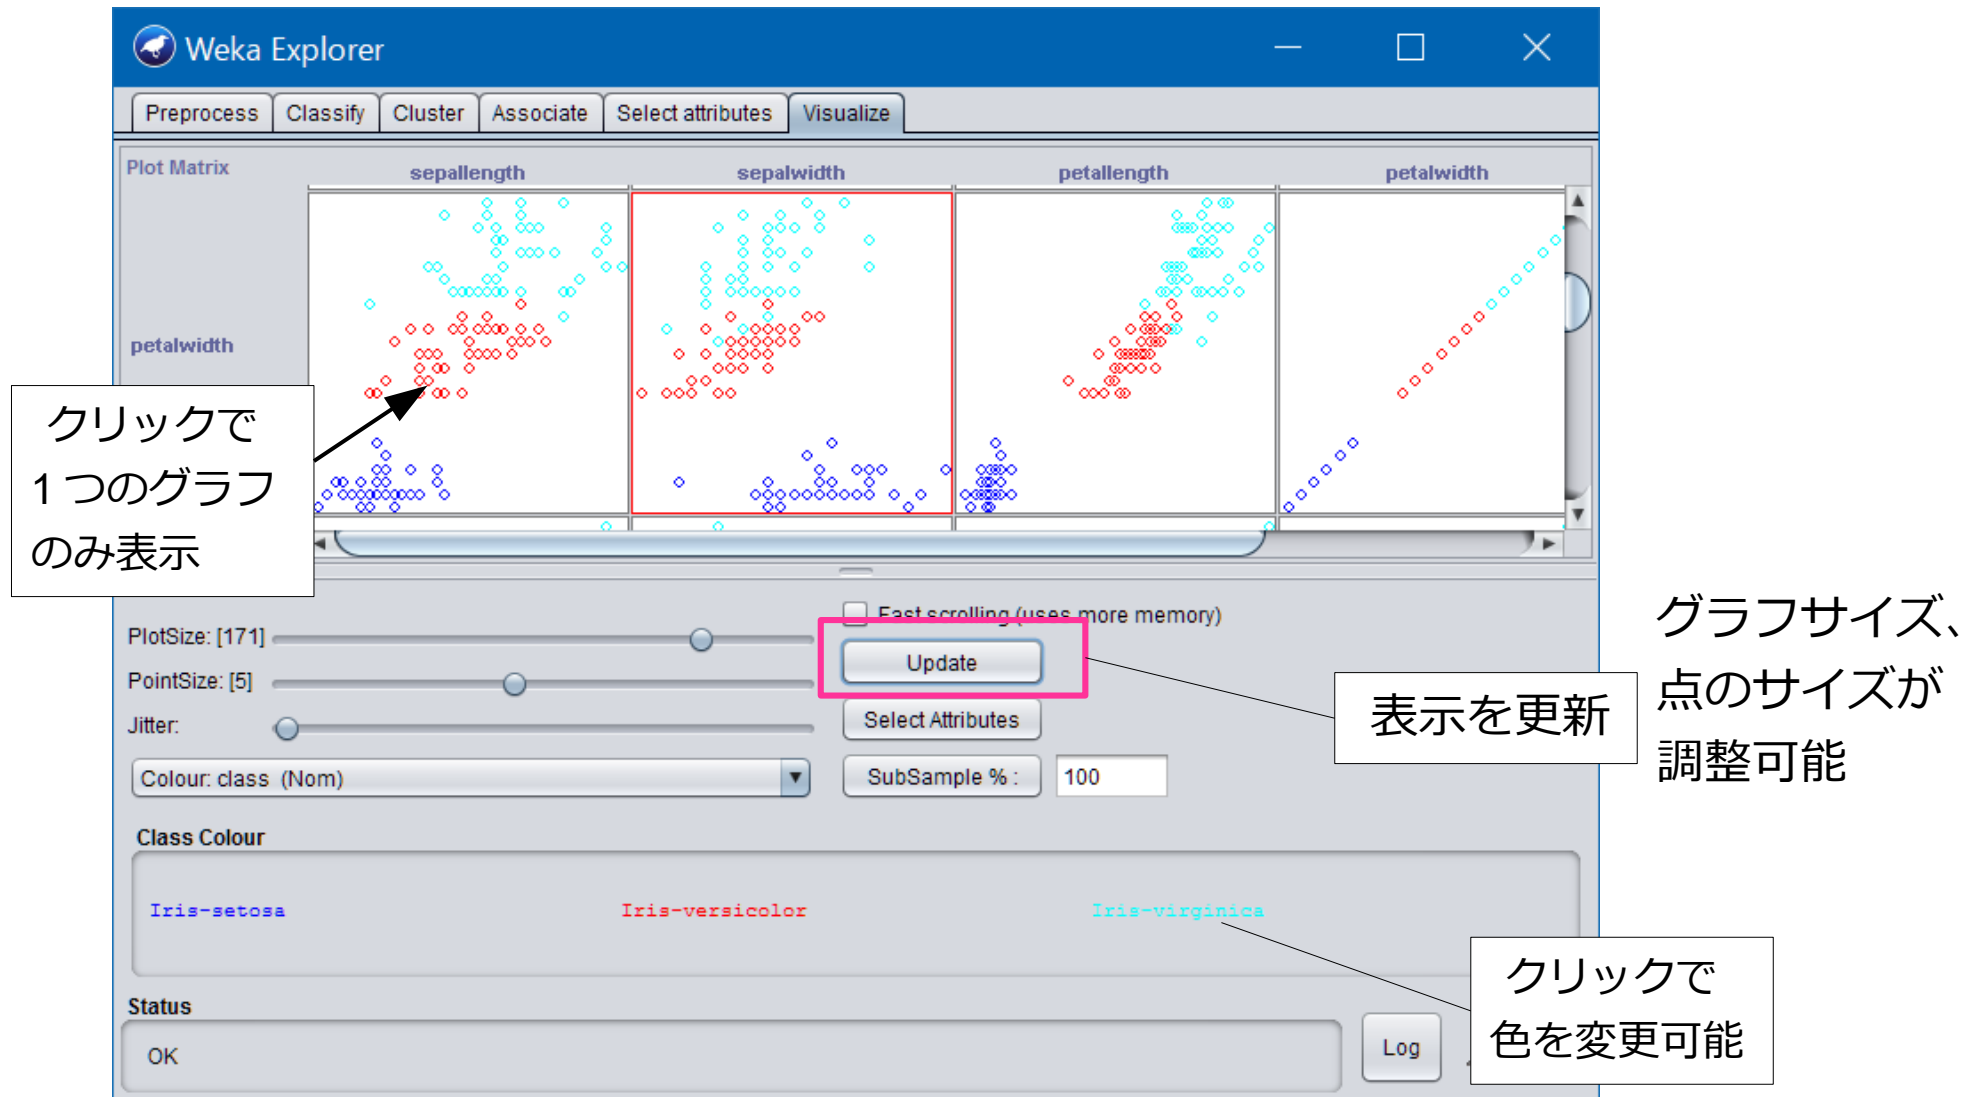 Weka Explorer
Preprocess Classify Cluster Associate Select attributes Visualize
Plot Matrix sepallength sepalwidth petallength petalwidth
petalwidth
クリックで
1つのグラフ
のみ表示
Fast scrolling (uses more memory)
PlotSize: [171]
Update
PointSize: [5]
Select Attributes
Jitter:
Colour: class (Nom)
SubSample % : 100
表示を更新
グラフサイズ、
点のサイズが
調整可能
Class Colour
Iris-setosa Iris-versicolor Iris-virginica
クリックで
色を変更可能
Status
OK
Log